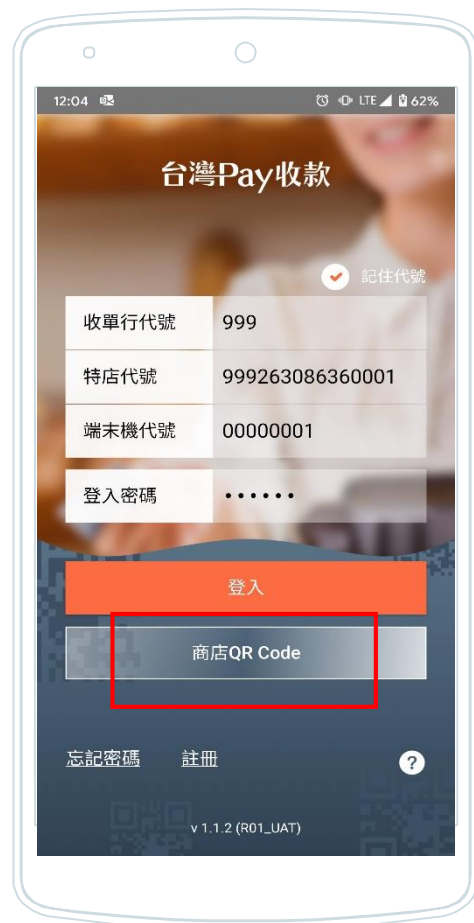 12:04 LTE 62%
台灣Pay收款
記住代號
收單行代號 999
特店代號 999263086360001
端末機代號 00000001
登入密碼 ••••••
登入
商店QR Code
忘記密碼 註冊 ?
v 1.1.2 (R01_UAT)